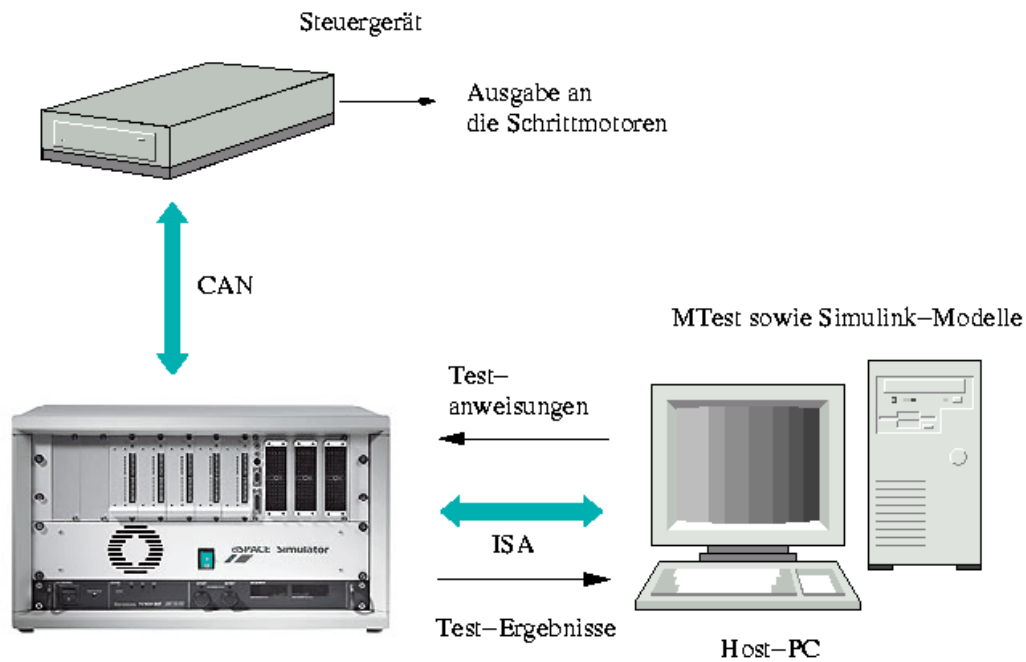 Steuergerät
Ausgabe an
die Schrittmotoren
CAN
MTest sowie Simulink−Modelle
Test−
anweisungen
ISA
dSPACE Simulator
Test−Ergebnisse
Host−PC